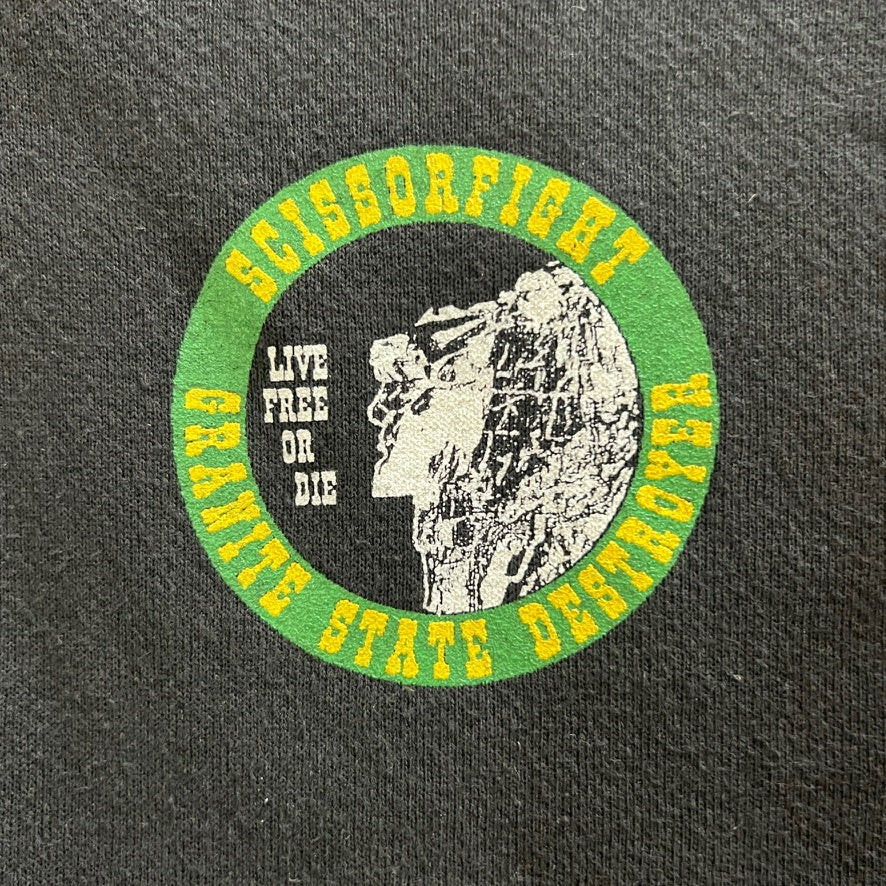 SCISSORFIGHT
LIVE
FREE
OR
DIE
GRANITE STATE DESTROYER